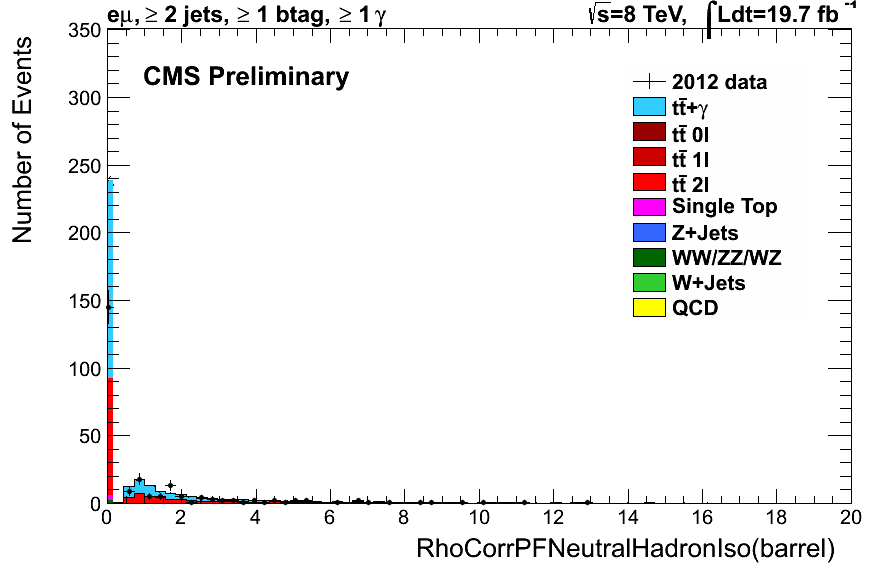 eμ, ≥ 2 jets, ≥ 1 btag, ≥ 1 γ
√s=8 TeV, ∫Ldt=19.7 fb⁻¹
CMS Preliminary
2012 data
tt̄+γ
tt̄ 0l
tt̄ 1l
tt̄ 2l
Single Top
Z+Jets
WW/ZZ/WZ
W+Jets
QCD
Number of Events
350
300
250
200
150
100
50
0
0 2 4 6 8 10 12 14 16 18 20
RhoCorrPFNeutralHadronIso(barrel)